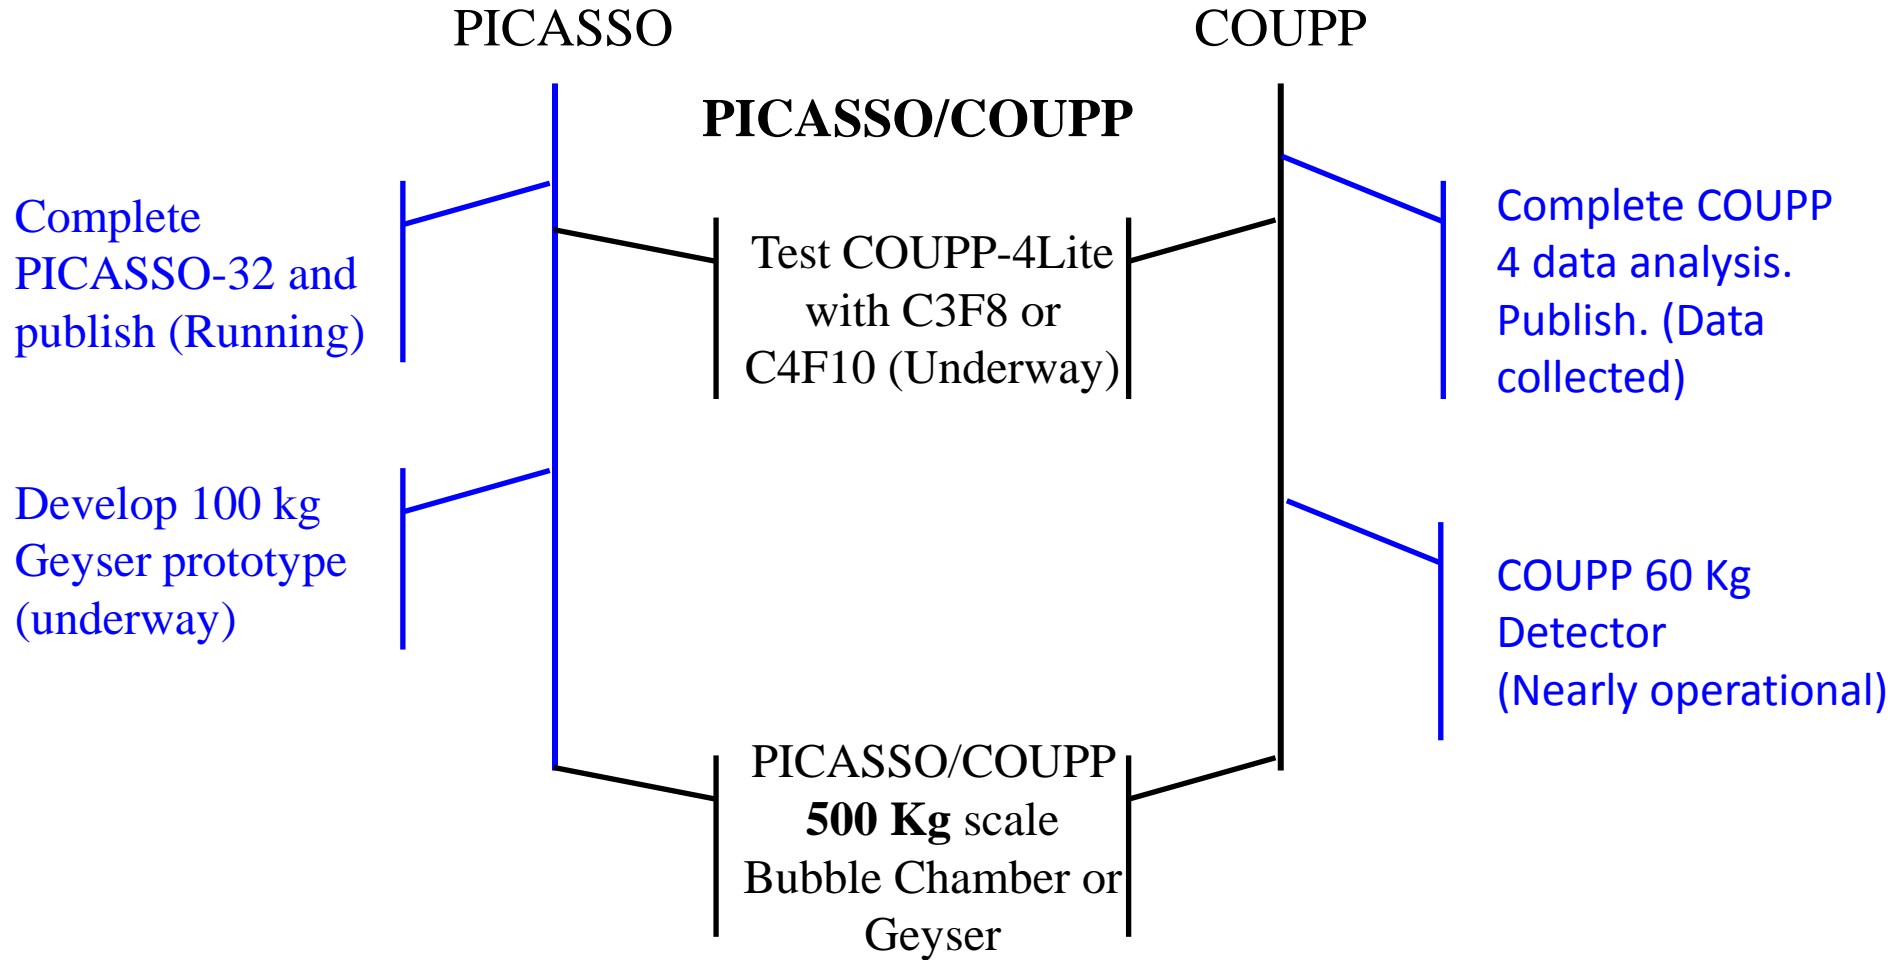 PICASSO
COUPP
PICASSO/COUPP
Complete
PICASSO-32 and
publish (Running)
Test COUPP-4Lite
with C3F8 or
C4F10 (Underway)
Complete COUPP
4 data analysis.
Publish. (Data
collected)
Develop 100 kg
Geyser prototype
(underway)
COUPP 60 Kg
Detector
(Nearly operational)
PICASSO/COUPP
500 Kg scale
Bubble Chamber or
Geyser